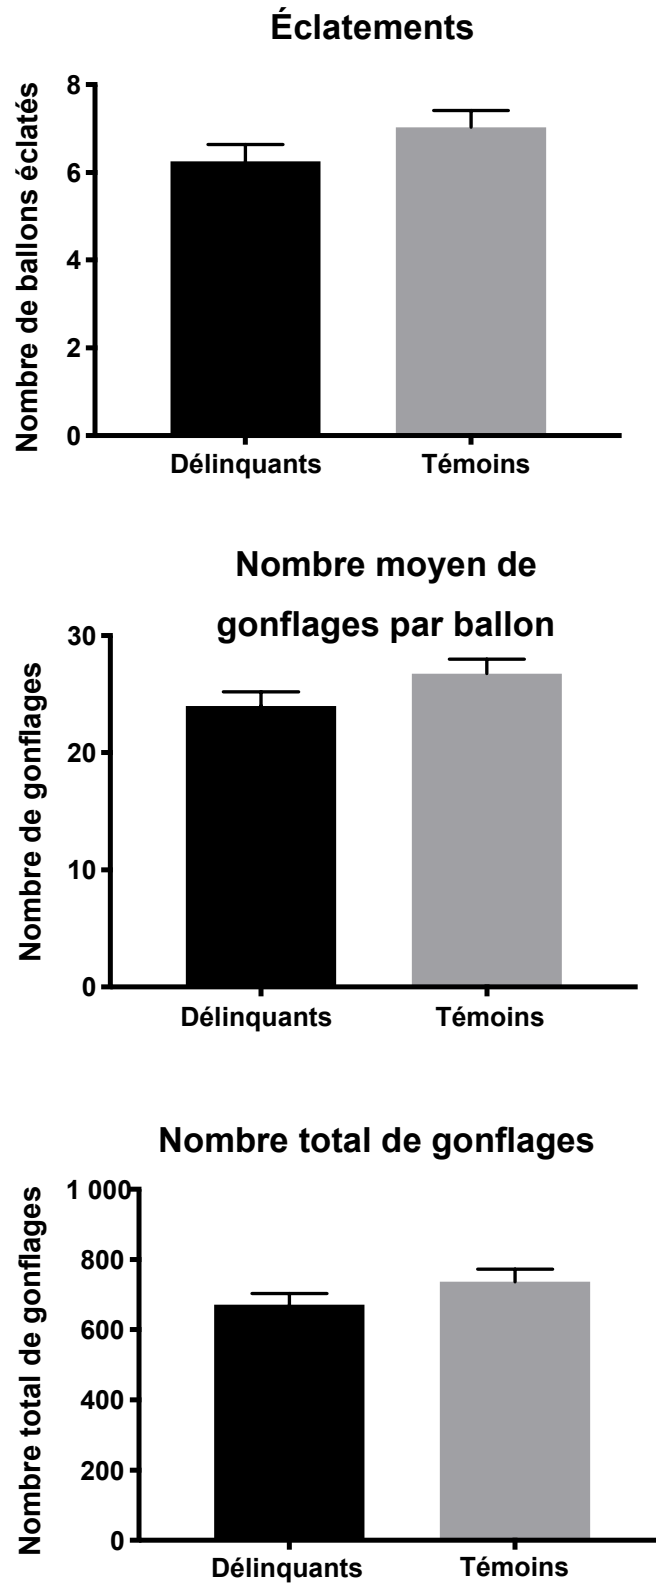 Éclatements
Nombre de ballons éclatés
8
6
4
2
0
Délinquants Témoins
Nombre moyen de
gonflages par ballon
Nombre de gonflages
30
20
10
0
Délinquants Témoins
Nombre total de gonflages
Nombre total de gonflages
1 000
800
600
400
200
0
Délinquants Témoins